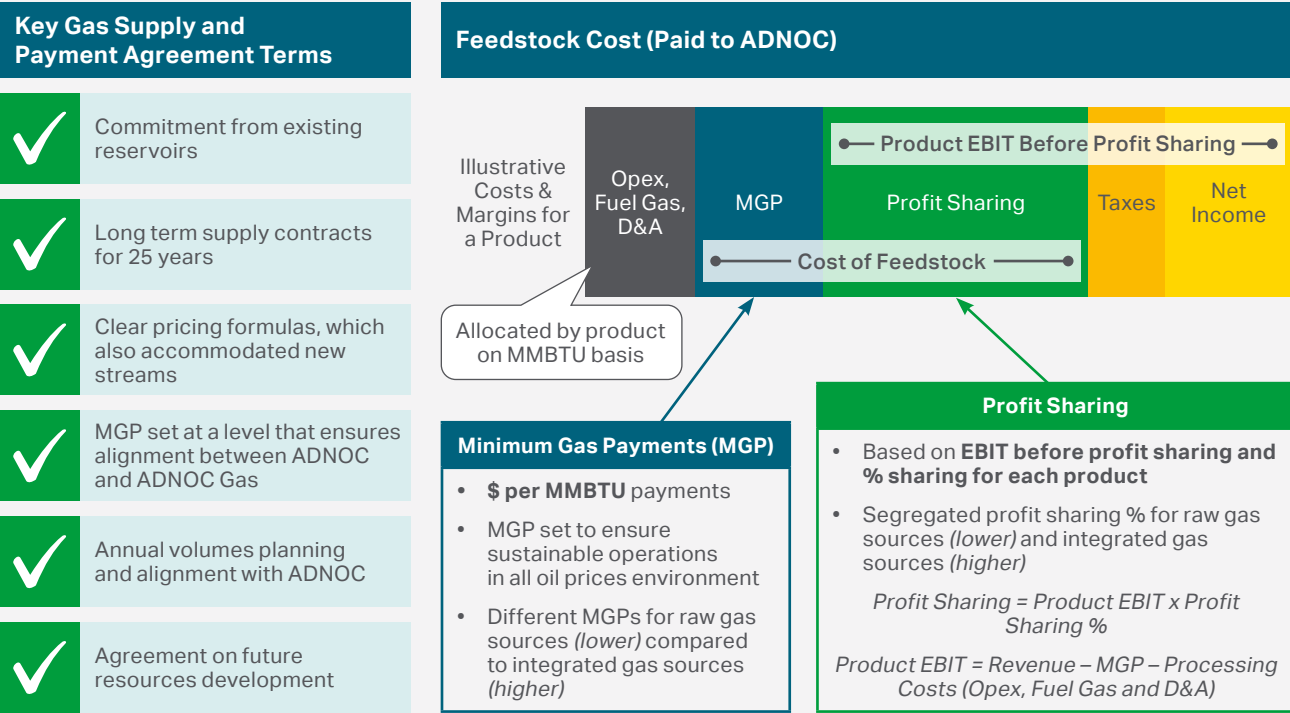 Key Gas Supply and
Payment Agreement Terms
Commitment from existing
reservoirs
Long term supply contracts
for 25 years
Clear pricing formulas, which
also accommodated new
streams
MGP set at a level that ensures
alignment between ADNOC
and ADNOC Gas
Annual volumes planning
and alignment with ADNOC
Agreement on future
resources development
Feedstock Cost (Paid to ADNOC)
Illustrative
Costs &
Margins for
a Product
Opex,
Fuel Gas,
D&A
MGP
Product EBIT Before Profit Sharing
Profit Sharing
Taxes
Net
Income
Cost of Feedstock
Allocated by product
on MMBTU basis
Minimum Gas Payments (MGP)
• $ per MMBTU payments
• MGP set to ensure
sustainable operations
in all oil prices environment
• Different MGPs for raw gas
sources (lower) compared
to integrated gas sources
(higher)
Profit Sharing
• Based on EBIT before profit sharing and
% sharing for each product
• Segregated profit sharing % for raw gas
sources (lower) and integrated gas
sources (higher)
Profit Sharing = Product EBIT x Profit
Sharing %
Product EBIT = Revenue – MGP – Processing
Costs (Opex, Fuel Gas and D&A)